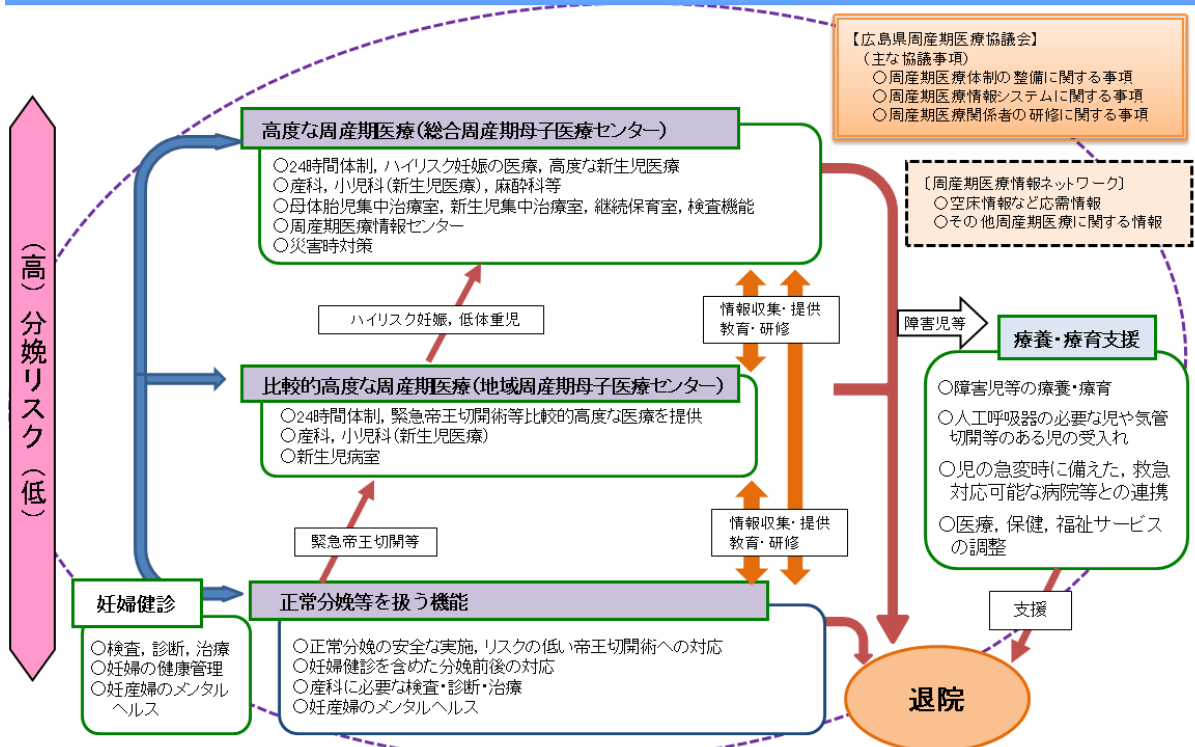 【広島県周産期医療協議会】
（主な協議事項）
○周産期医療体制の整備に関する事項
○周産期医療情報システムに関する事項
○周産期医療関係者の研修に関する事項
〔周産期医療情報ネットワーク〕
○空床情報など応需情報
○その他周産期医療に関する情報
（高）分娩リスク（低）
高度な周産期医療（総合周産期母子医療センター）
○24時間体制，ハイリスク妊娠の医療，高度な新生児医療
○産科，小児科（新生児医療），麻酔科等
○母体胎児集中治療室，新生児集中治療室，継続保育室，検査機能
○周産期医療情報センター
○災害時対策
ハイリスク妊娠，低体重児
情報収集・提供
教育・研修
障害児等
比較的高度な周産期医療（地域周産期母子医療センター）
○24時間体制，緊急帝王切開術等比較的高度な医療を提供
○産科，小児科（新生児医療）
○新生児病室
緊急帝王切開等
情報収集・提供
教育・研修
療養・療育支援
○障害児等の療養・療育
○人工呼吸器の必要な児や気管
切開等のある児の受入れ
○児の急変時に備えた，救急
対応可能な病院等との連携
○医療，保健，福祉サービス
の調整
支援
妊婦健診
○検査，診断，治療
○妊婦の健康管理
○妊産婦のメンタル
ヘルス
正常分娩等を扱う機能
○正常分娩の安全な実施，リスクの低い帝王切開術への対応
○妊婦健診を含めた分娩前後の対応
○産科に必要な検査・診断・治療
○妊産婦のメンタルヘルス
退院